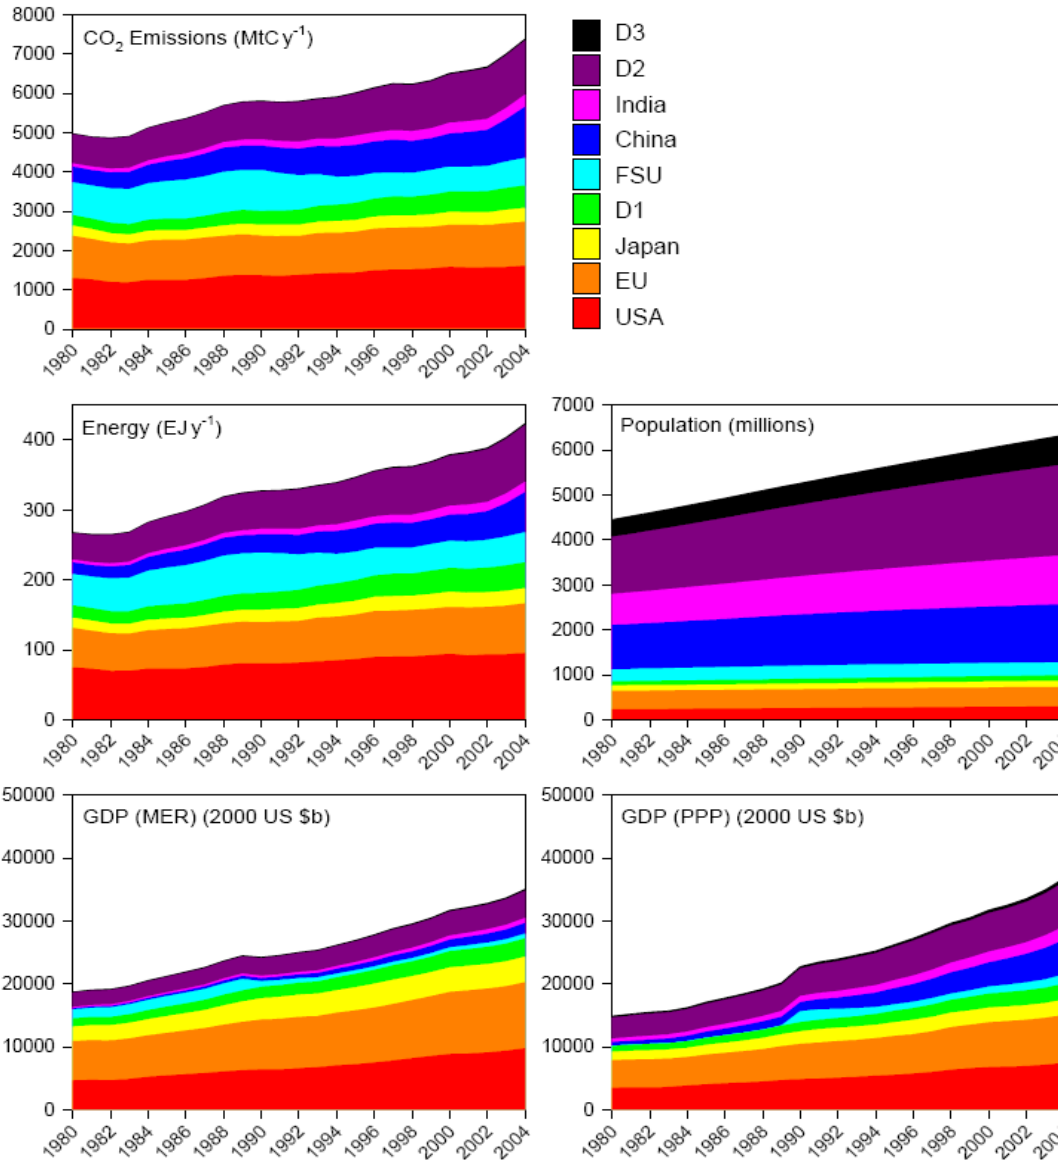 CO2 Emissions (MtC y-1)
8000
7000
6000
5000
4000
3000
2000
1000
0
1980 1982 1984 1986 1988 1990 1992 1994 1996 1998 2000 2002 2004
D3
D2
India
China
FSU
D1
Japan
EU
USA
Energy (EJ y-1)
400
300
200
100
0
1980 1982 1984 1986 1988 1990 1992 1994 1996 1998 2000 2002 2004
Population (millions)
7000
6000
5000
4000
3000
2000
1000
0
1980 1982 1984 1986 1988 1990 1992 1994 1996 1998 2000 2002
GDP (MER) (2000 US $b)
50000
40000
30000
20000
10000
0
1980 1982 1984 1986 1988 1990 1992 1994 1996 1998 2000 2002 2004
GDP (PPP) (2000 US $b)
50000
40000
30000
20000
10000
0
1980 1982 1984 1986 1988 1990 1992 1994 1996 1998 2000 2002